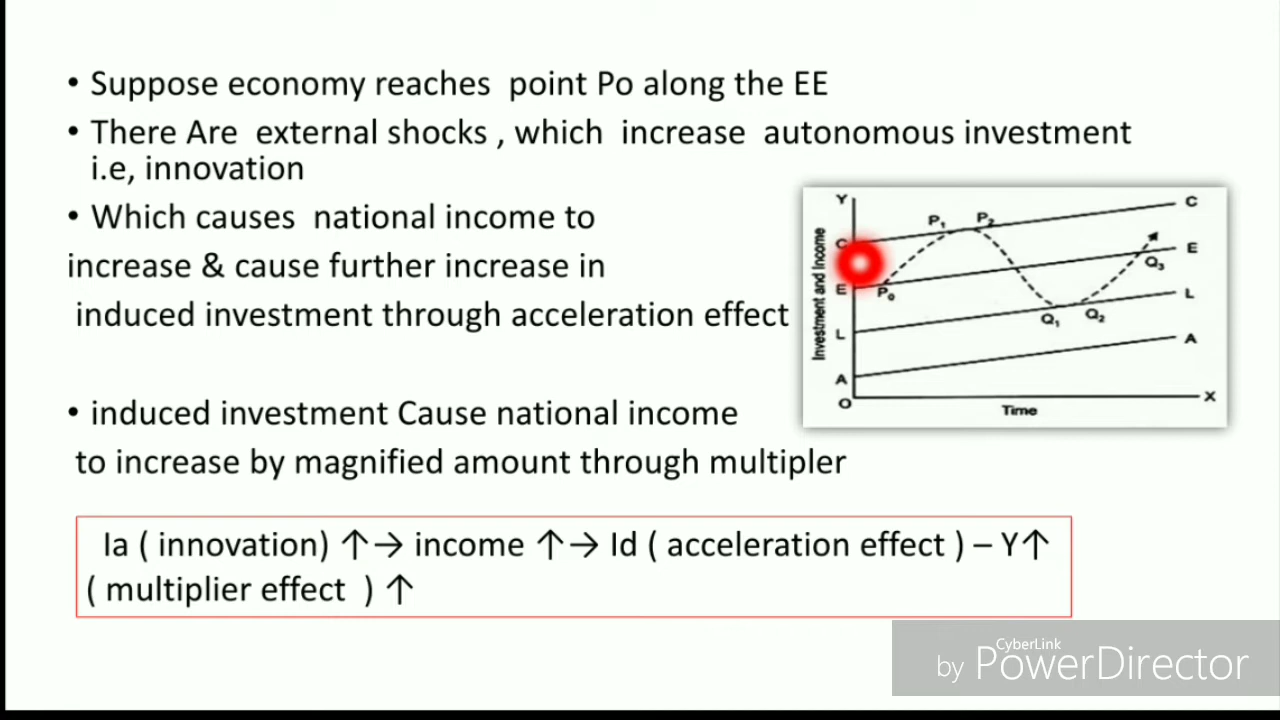 • Suppose economy reaches point Po along the EE
• There Are external shocks , which increase autonomous investment
i.e, innovation
• Which causes national income to
increase & cause further increase in
induced investment through acceleration effect
• induced investment Cause national income
to increase by magnified amount through multipler
Ia ( innovation) ↑→ income ↑→ Id ( acceleration effect ) – Y↑
( multiplier effect ) ↑
Y
C
P₁
P₂
C
E
P₀
E
Q₃
L
Q₁
Q₂
L
A
A
O
X
Investment and Income
Time
CyberLink
by PowerDirector